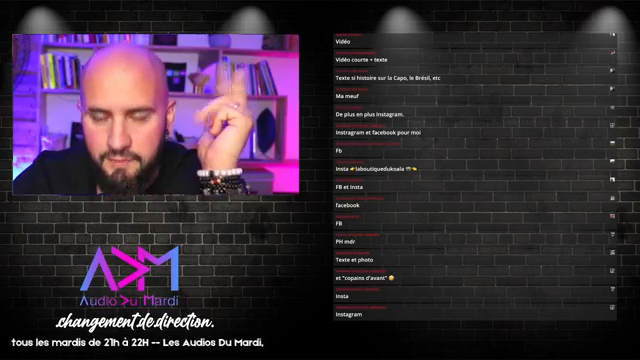 Vidéo
Vidéo courte + texte
Texte si histoire sur la Capo, le Brésil, etc
Ma meuf
De plus en plus Instagram.
Instragram et facebook pour moi
Fb
Insta 👉laboutiquedukoala 🐨👈
FB et Insta
facebook
FB
PH mdr
Texte et photo
et "copains d'avant" 😂
Insta
Instagram
ADM
Audio Du Mardi
.changement.de.direction.
tous les mardis de 21h à 22H -- Les Audios Du Mardi,